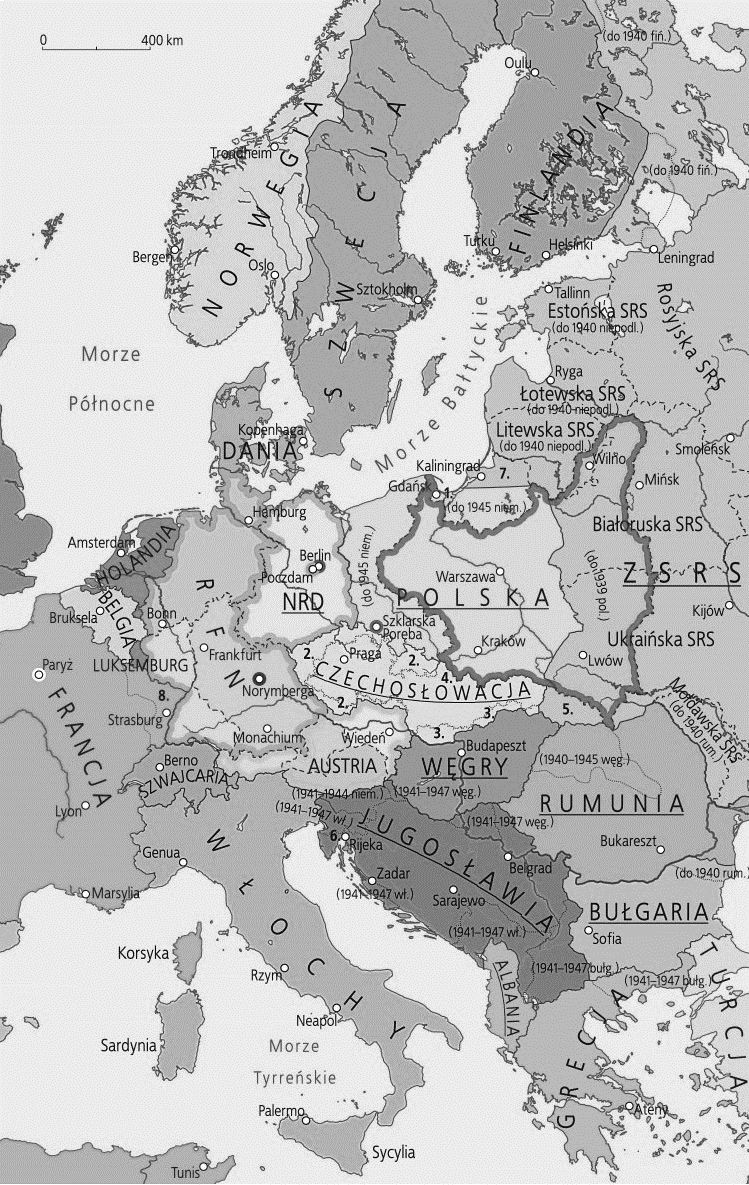 0 400 km
(do 1940 fiń.)
Oulu
NORWEGIA
SZWECJA
FINLANDIA
Trondheim
(do 1940 fiń.)
Bergen
Oslo
Turku
Helsinki
Leningrad
Sztokholm
Tallinn
Estońska SRS
(do 1940 niepodl.)
Rosyjska SRS
Morze
Północne
Morze Bałtyckie
Ryga
Łotewska SRS
(do 1940 niepodl.)
Litewska SRS
(do 1940 niepodl.)
Kopenhaga
DANIA
Smoleńsk
Wilno
Kaliningrad
7.
Gdańsk
1.
Mińsk
(do 1945 niem.)
Hamburg
Białoruska SRS
Amsterdam
HOLANDIA
Berlin
Poczdam
NRD
(do 1945 niem.)
Warszawa
POLSKA
(do 1939 pol.)
ZSRS
Kijów
Bruksela
BELGIA
Bonn
RFN
Szklarska
Poręba
Ukraińska SRS
Kraków
Lwów
Paryż
LUKSEMBURG
Frankfurt
2.
Praga
2.
4.
CZECHOSŁOWACJA
Norymberga
2.
3.
3.
5.
8.
Strasburg
FRANCJA
Monachium
Wiedeń
Mołdawska SRS
(do 1940 rum.)
Budapeszt
(1940–1945 węg.)
Berno
SZWAJCARIA
AUSTRIA
WĘGRY
(1941–1944 niem.)
(1941–1947 węg.)
RUMUNIA
Lyon
(1941–1947 wł.)
(1941–1947 węg.)
JUGOSŁAWIA
6.
Rijeka
Bukareszt
Genua
WŁOCHY
Belgrad
Zadar
(1941–1947 wł.)
(do 1940 rum.)
Marsylia
Sarajewo
BUŁGARIA
(1941–1947 wł.)
Sofia
Korsyka
Rzym
ALBANIA
(1941–1947 bułg.)
(1941–1947 bułg.)
TURCJA
Neapol
GRECJA
Sardynia
Morze
Tyrreńskie
Palermo
Ateny
Sycylia
Tunis